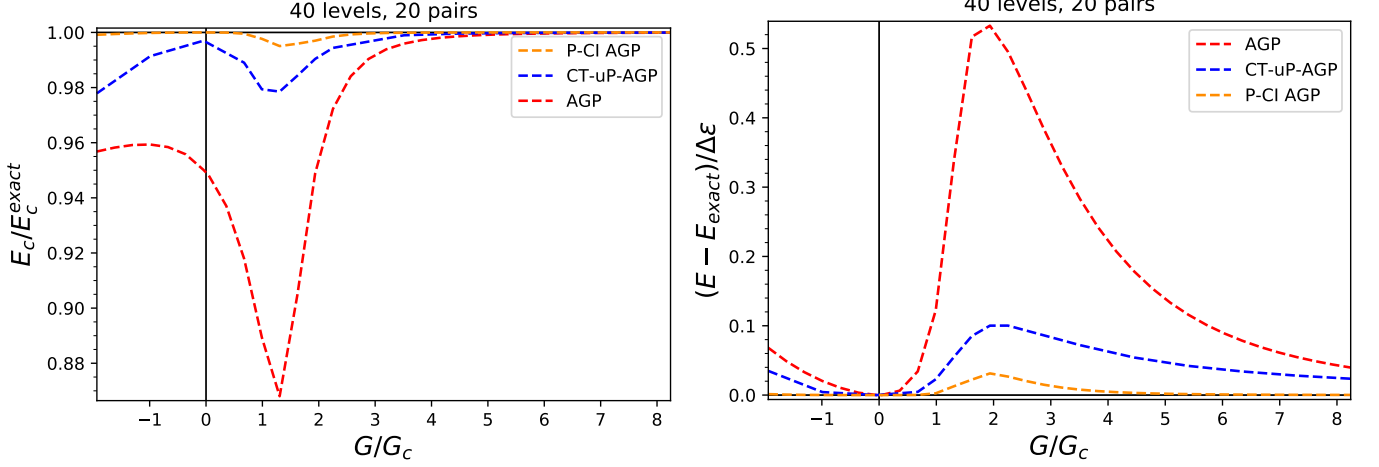 40 levels, 20 pairs
1.00
0.98
0.96
0.94
0.92
0.90
0.88
E_c/E_c^{exact}
P-CI AGP
CT-uP-AGP
AGP
−1 0 1 2 3 4 5 6 7 8
G/G_c
40 levels, 20 pairs
0.5
0.4
0.3
0.2
0.1
0.0
(E − E_{exact})/Δε
AGP
CT-uP-AGP
P-CI AGP
−1 0 1 2 3 4 5 6 7 8
G/G_c